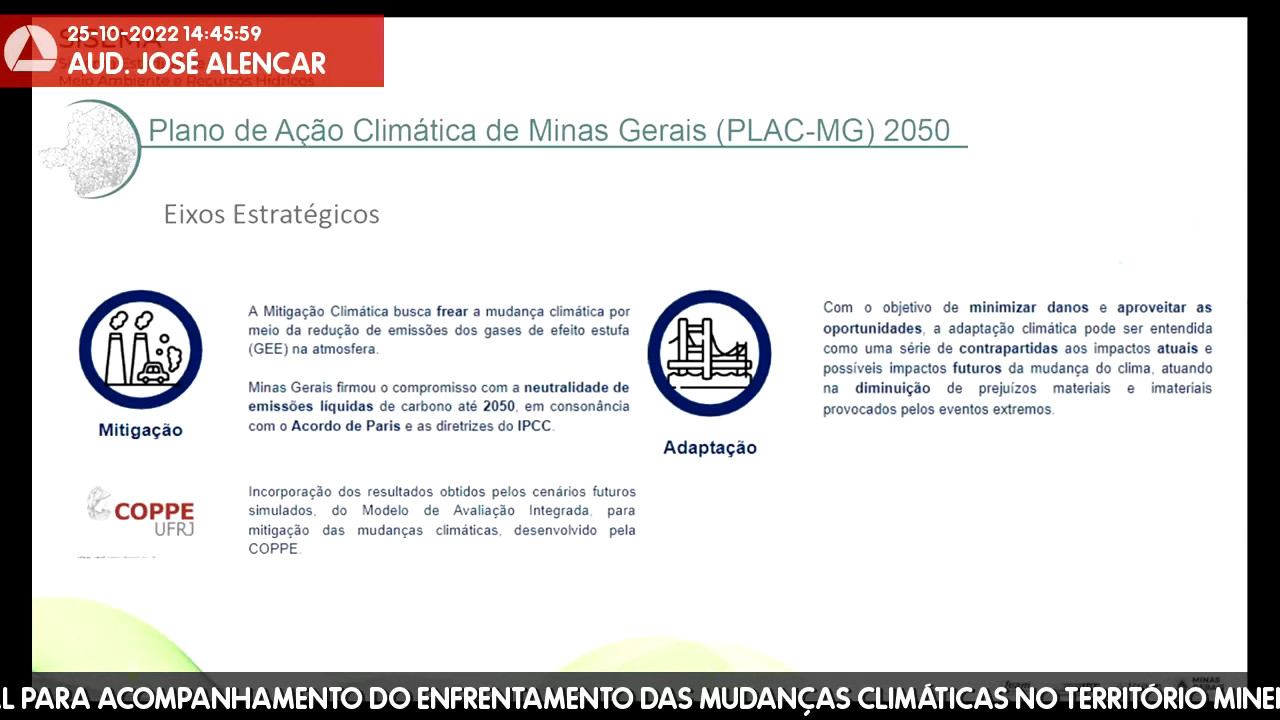 25-10-2022 14:45:59
AUD. JOSÉ ALENCAR
SISEMA
Meio Ambiente e Recursos Hídricos
Plano de Ação Climática de Minas Gerais (PLAC-MG) 2050
Eixos Estratégicos
A Mitigação Climática busca frear a mudança climática por
meio da redução de emissões dos gases de efeito estufa
(GEE) na atmosfera.
Minas Gerais firmou o compromisso com a neutralidade de
emissões líquidas de carbono até 2050, em consonância
com o Acordo de Paris e as diretrizes do IPCC.
Mitigação
COPPE
UFRJ
Incorporação dos resultados obtidos pelos cenários futuros
simulados, do Modelo de Avaliação Integrada, para
mitigação das mudanças climáticas, desenvolvido pela
COPPE.
Com o objetivo de minimizar danos e aproveitar as
oportunidades, a adaptação climática pode ser entendida
como uma série de contrapartidas aos impactos atuais e
possíveis impactos futuros da mudança do clima, atuando
na diminuição de prejuízos materiais e imateriais
provocados pelos eventos extremos.
Adaptação
MINAS
L PARA ACOMPANHAMENTO DO ENFRENTAMENTO DAS MUDANÇAS CLIMÁTICAS NO TERRITÓRIO MINE